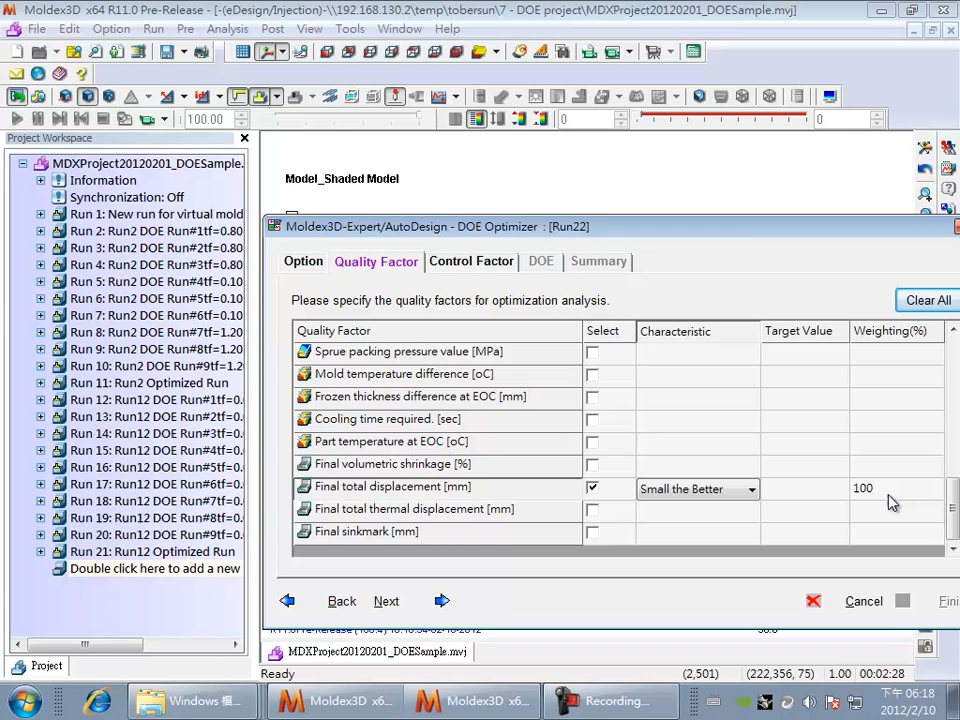 Moldex3D x64 R11.0 Pre-Release - [-(eDesign/Injection)-\\192.168.130.2\temp\tobersun\7 - DOE project\MDXProject20120201_DOESample.mvj]
File Edit Option Run Pre Analysis Post View Tools Window Help
100.00
0
0
Project Workspace
MDXProject20120201_DOESample.
Information
Synchronization: Off
Run 1: New run for virtual mold
Run 2: Run2 DOE Run#1tf=0.80
Run 3: Run2 DOE Run#2tf=0.80
Run 4: Run2 DOE Run#3tf=0.80
Run 5: Run2 DOE Run#4tf=0.10
Run 6: Run2 DOE Run#5tf=0.10
Run 7: Run2 DOE Run#6tf=0.10
Run 8: Run2 DOE Run#7tf=1.20
Run 9: Run2 DOE Run#8tf=1.20
Run 10: Run2 DOE Run#9tf=1.2
Run 11: Run2 Optimized Run
Run 12: Run12 DOE Run#1tf=0.
Run 13: Run12 DOE Run#2tf=0.
Run 14: Run12 DOE Run#3tf=0.
Run 15: Run12 DOE Run#4tf=0.
Run 16: Run12 DOE Run#5tf=0.
Run 17: Run12 DOE Run#6tf=0.
Run 18: Run12 DOE Run#7tf=0.
Run 19: Run12 DOE Run#8tf=0.
Run 20: Run12 DOE Run#9tf=0.
Run 21: Run12 Optimized Run
Double click here to add a new
Project
Model_Shaded Model
Moldex3D-Expert/AutoDesign - DOE Optimizer : [Run22]
Option Quality Factor Control Factor DOE Summary
Please specify the quality factors for optimization analysis.
Clear All
Quality Factor Select Characteristic Target Value Weighting(%)
Sprue packing pressure value [MPa]
Mold temperature difference [oC]
Frozen thickness difference at EOC [mm]
Cooling time required. [sec]
Part temperature at EOC [oC]
Final volumetric shrinkage [%]
Final total displacement [mm] Small the Better 100
Final total thermal displacement [mm]
Final sinkmark [mm]
Back Next Cancel Fini
MDXProject20120201_DOESample.mvj
Ready (2,501) (222,356, 75) 1.00 00:02:28
Windows 檔...
Moldex3D x6...
Moldex3D x6...
Recording...
下午 06:18
2012/2/10